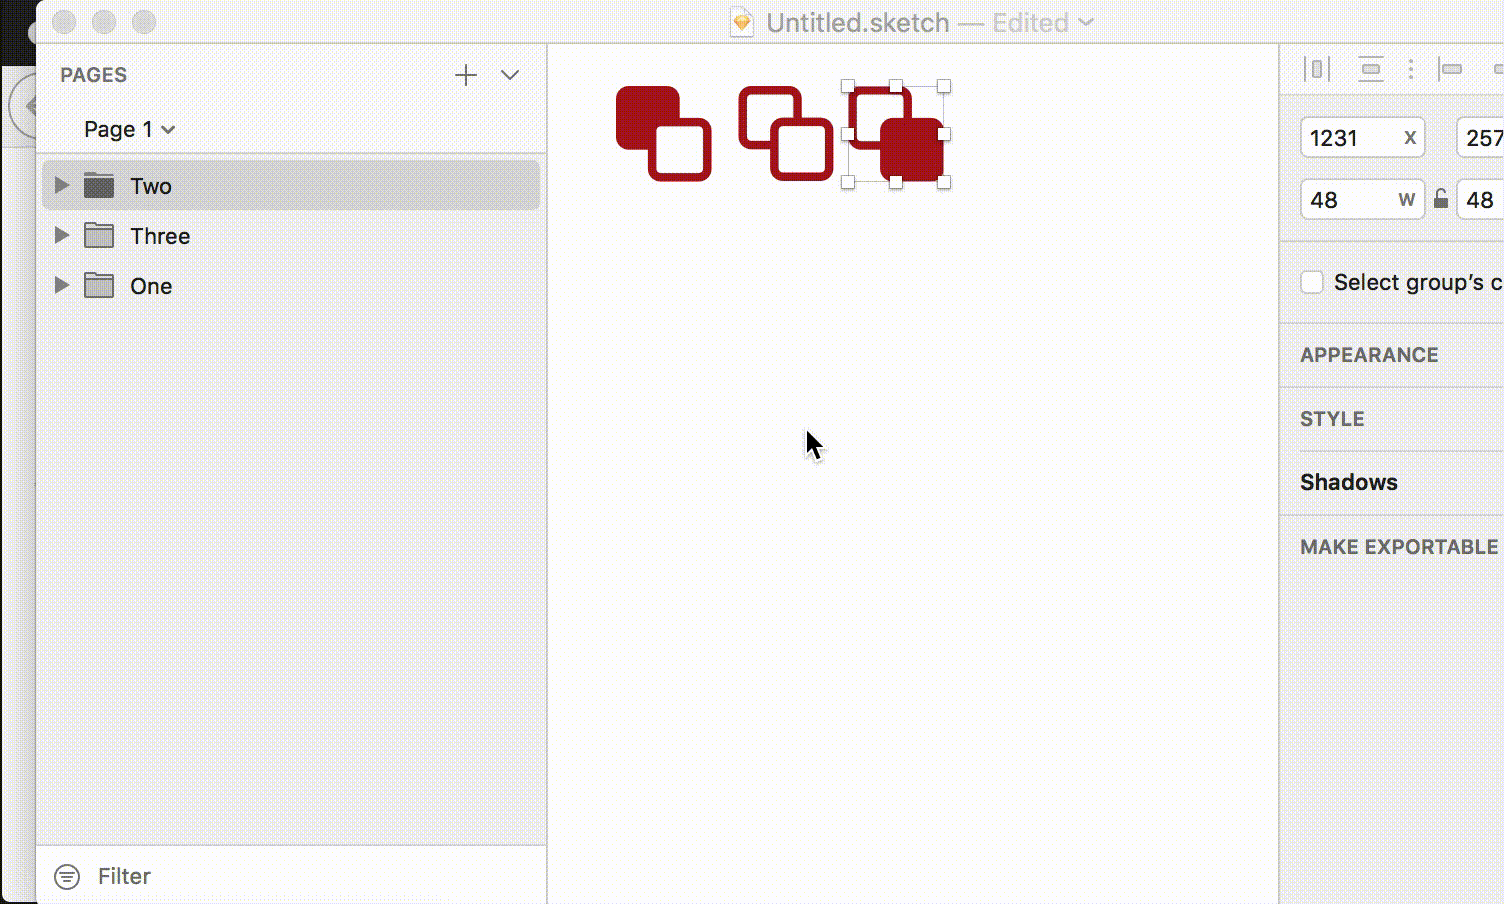 Untitled.sketch — Edited
PAGES
Page 1
Two
Three
One
Filter
1231 X 257
48 W 48
Select group’s c
APPEARANCE
STYLE
Shadows
MAKE EXPORTABLE